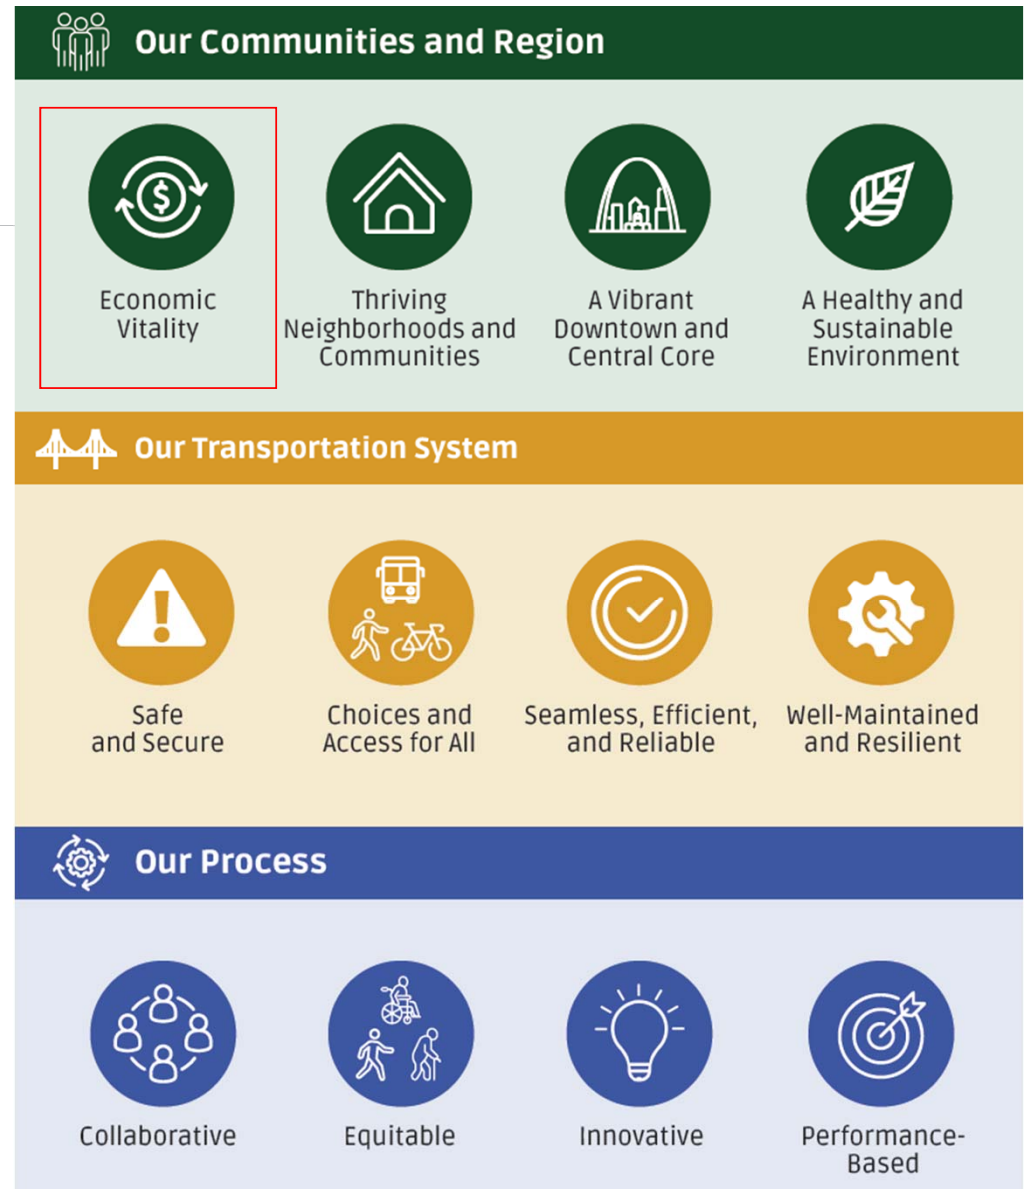 Our Communities and Region
Economic
Vitality
Thriving
Neighborhoods and
Communities
A Vibrant
Downtown and
Central Core
A Healthy and
Sustainable
Environment
Our Transportation System
Safe
and Secure
Choices and
Access for All
Seamless, Efficient,
and Reliable
Well-Maintained
and Resilient
Our Process
Collaborative
Equitable
Innovative
Performance-
Based